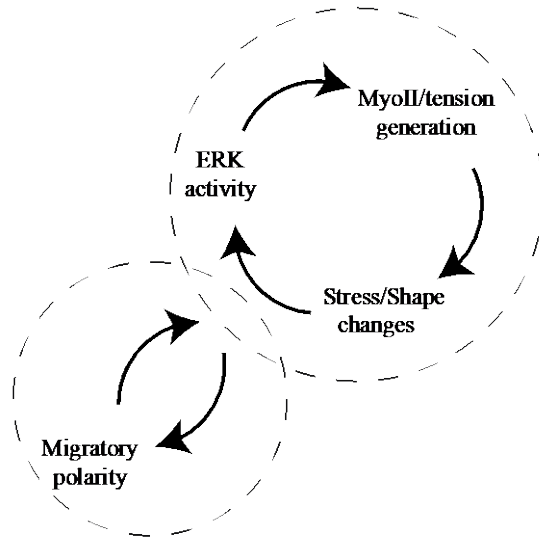 MyoII/tension
generation
ERK
activity
Stress/Shape
changes
Migratory
polarity